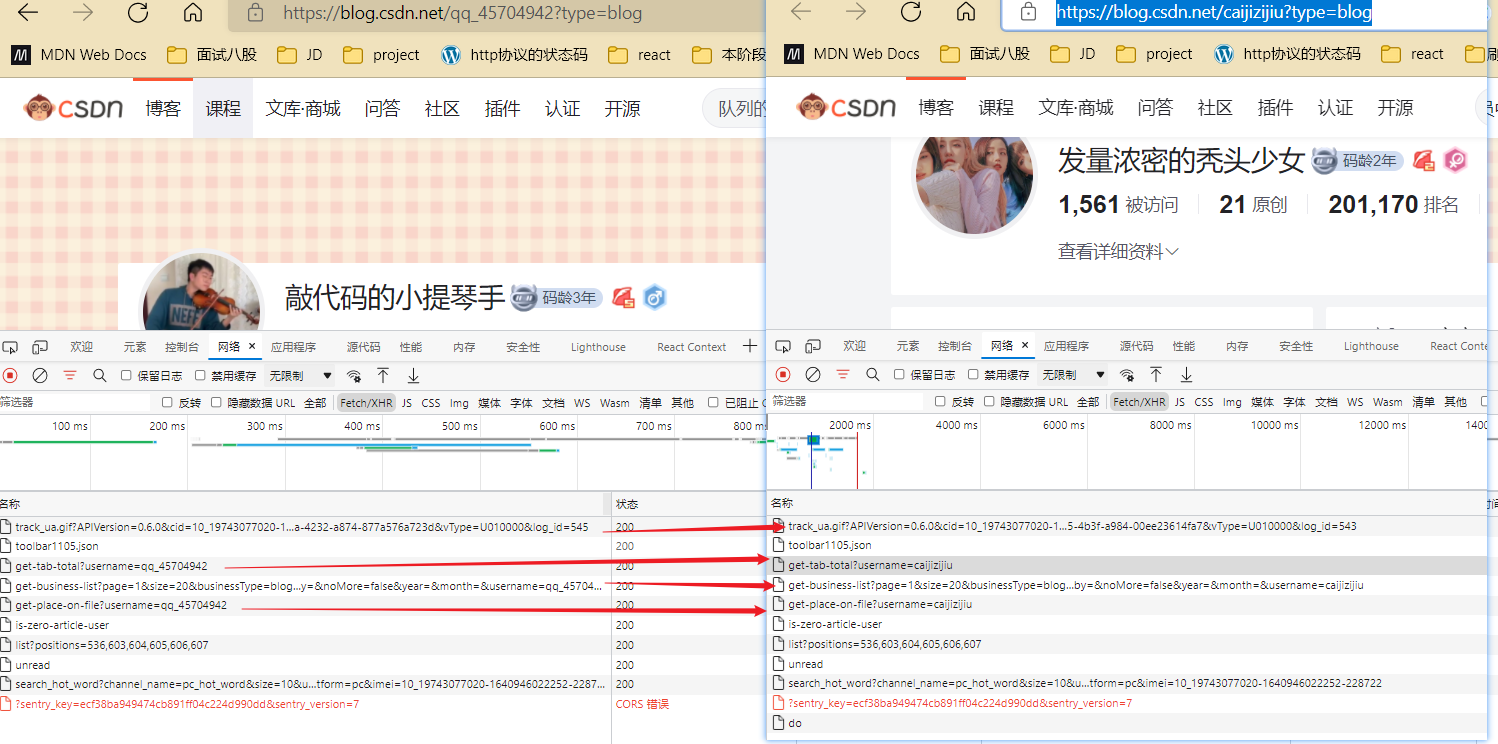 https://blog.csdn.net/qq_45704942?type=blog
MDN Web Docs 面试八股 JD project http协议的状态码 react 本阶段
CSDN 博客 课程 文库·商城 问答 社区 插件 认证 开源 队列的
敲代码的小提琴手 码龄3年
欢迎 元素 控制台 网络 × 应用程序 源代码 性能 内存 安全性 Lighthouse React Context +
保留日志 禁用缓存 无限制
筛选器 反转 隐藏数据 URL 全部 Fetch/XHR JS CSS Img 媒体 字体 文档 WS Wasm 清单 其他 已阻止 C
100 ms 200 ms 300 ms 400 ms 500 ms 600 ms 700 ms 800 ms
名称 状态
track_ua.gif?APIVersion=0.6.0&cid=10_19743077020-1...a-4232-a874-877a576a723d&vType=U010000&log_id=545 200
toolbar1105.json 200
get-tab-total?username=qq_45704942 200
get-business-list?page=1&size=20&businessType=blog...y=&noMore=false&year=&month=&username=qq_45704... 200
get-place-on-file?username=qq_45704942 200
is-zero-article-user 200
list?positions=536,603,604,605,606,607 200
unread 200
search_hot_word?channel_name=pc_hot_word&size=10&u...tform=pc&imei=10_19743077020-1640946022252-2287... 200
?sentry_key=ecf38ba949474cb891ff04c224d990dd&sentry_version=7 CORS 错误
https://blog.csdn.net/caijizijiu?type=blog
MDN Web Docs 面试八股 JD project http协议的状态码 react
CSDN 博客 课程 文库·商城 问答 社区 插件 认证 开源
发量浓密的秃头少女 码龄2年
1,561 被访问 21 原创 201,170 排名
查看详细资料
欢迎 元素 控制台 网络 × 应用程序 源代码 性能 内存 安全性 Lighthouse React Conte
保留日志 禁用缓存 无限制
筛选器 反转 隐藏数据 URL 全部 Fetch/XHR JS CSS Img 媒体 字体 文档 WS Wasm 清单 其他
2000 ms 4000 ms 6000 ms 8000 ms 10000 ms 12000 ms 1400
名称
track_ua.gif?APIVersion=0.6.0&cid=10_19743077020-1...5-4b3f-a984-00ee23614fa7&vType=U010000&log_id=543
toolbar1105.json
get-tab-total?username=caijizijiu
get-business-list?page=1&size=20&businessType=blog...by=&noMore=false&year=&month=&username=caijizijiu
get-place-on-file?username=caijizijiu
is-zero-article-user
list?positions=536,603,604,605,606,607
unread
search_hot_word?channel_name=pc_hot_word&size=10&u...tform=pc&imei=10_19743077020-1640946022252-228722
?sentry_key=ecf38ba949474cb891ff04c224d990dd&sentry_version=7
do